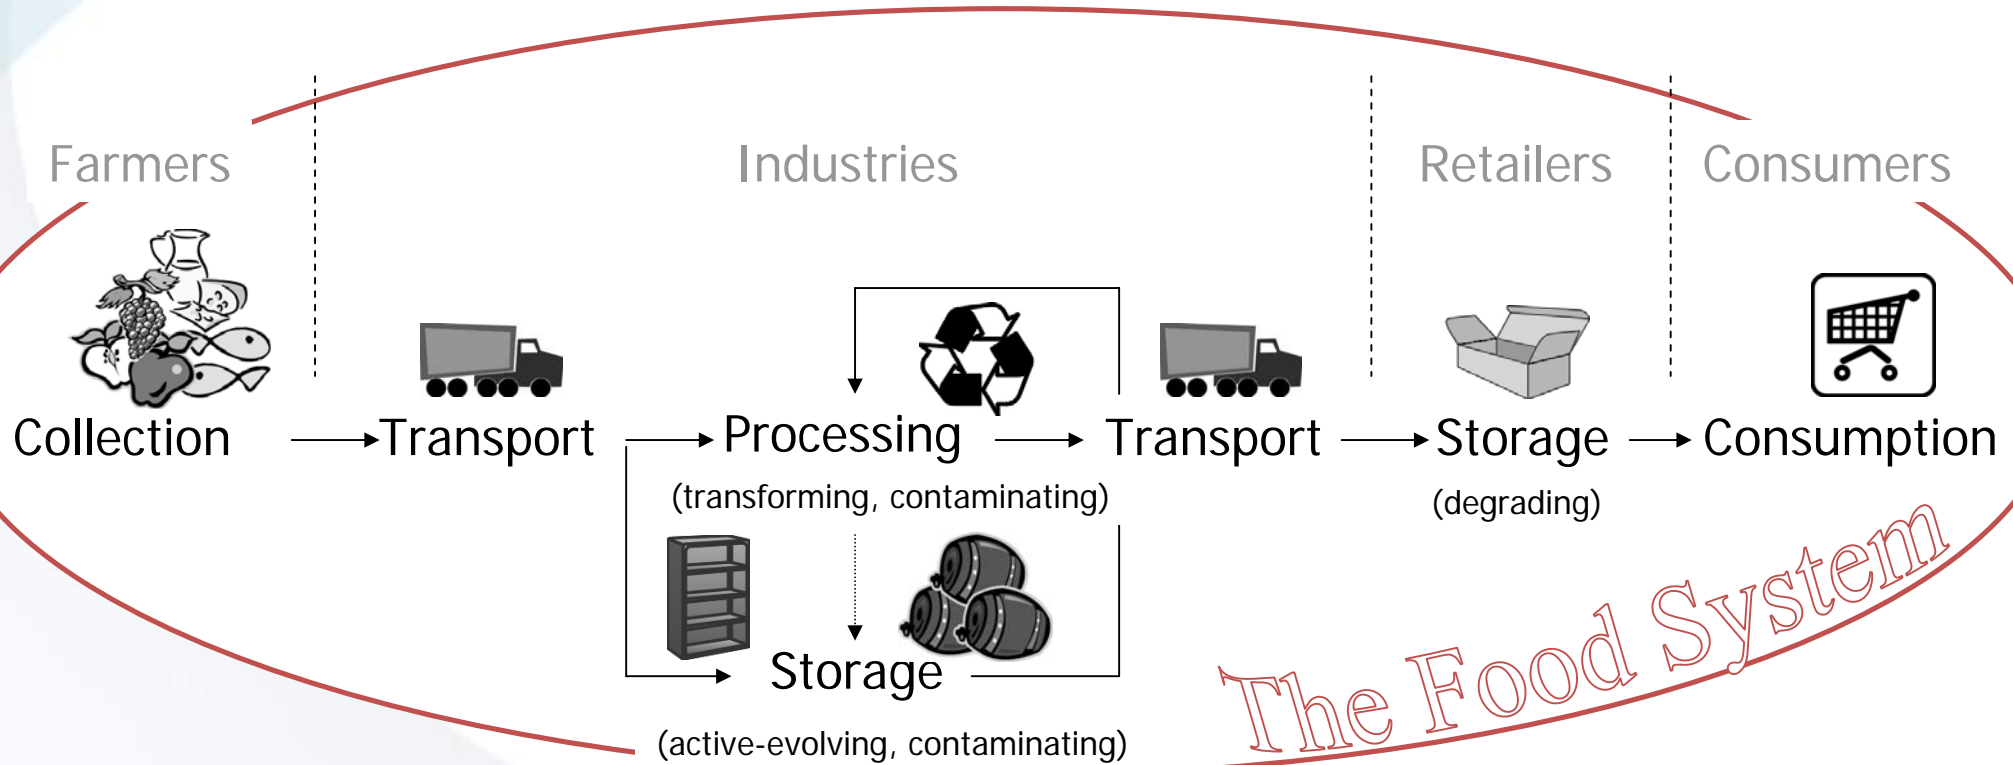 Farmers Industries Retailers Consumers
Collection Transport Processing Transport Storage Consumption
(transforming, contaminating) (degrading)
Storage
(active-evolving, contaminating)
The Food System